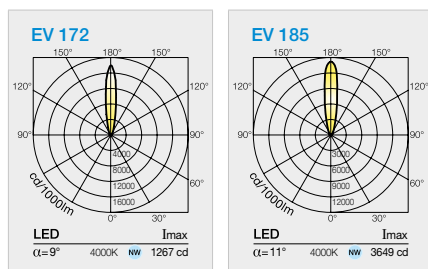 EV 172
150° 180° 150°
120° 120°
90° 90°
4000
8000
12000
16000
60°
cd/1000lm
0° 30°
LED Imax
α= 9° 4000K NW 1267 cd
EV 185
150° 180° 150°
120° 120°
90° 90°
3000
12000
16000
60°
cd/1000lm
0° 30°
LED Imax
α= 11° 4000K NW 3649 cd